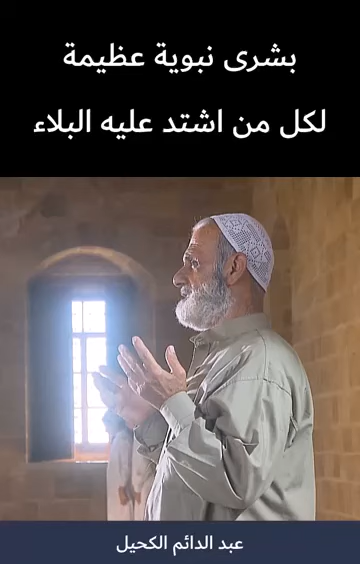 بشرى نبوية عظيمة
لكل من اشتد عليه البلاء
عبد الدائم الكحيل